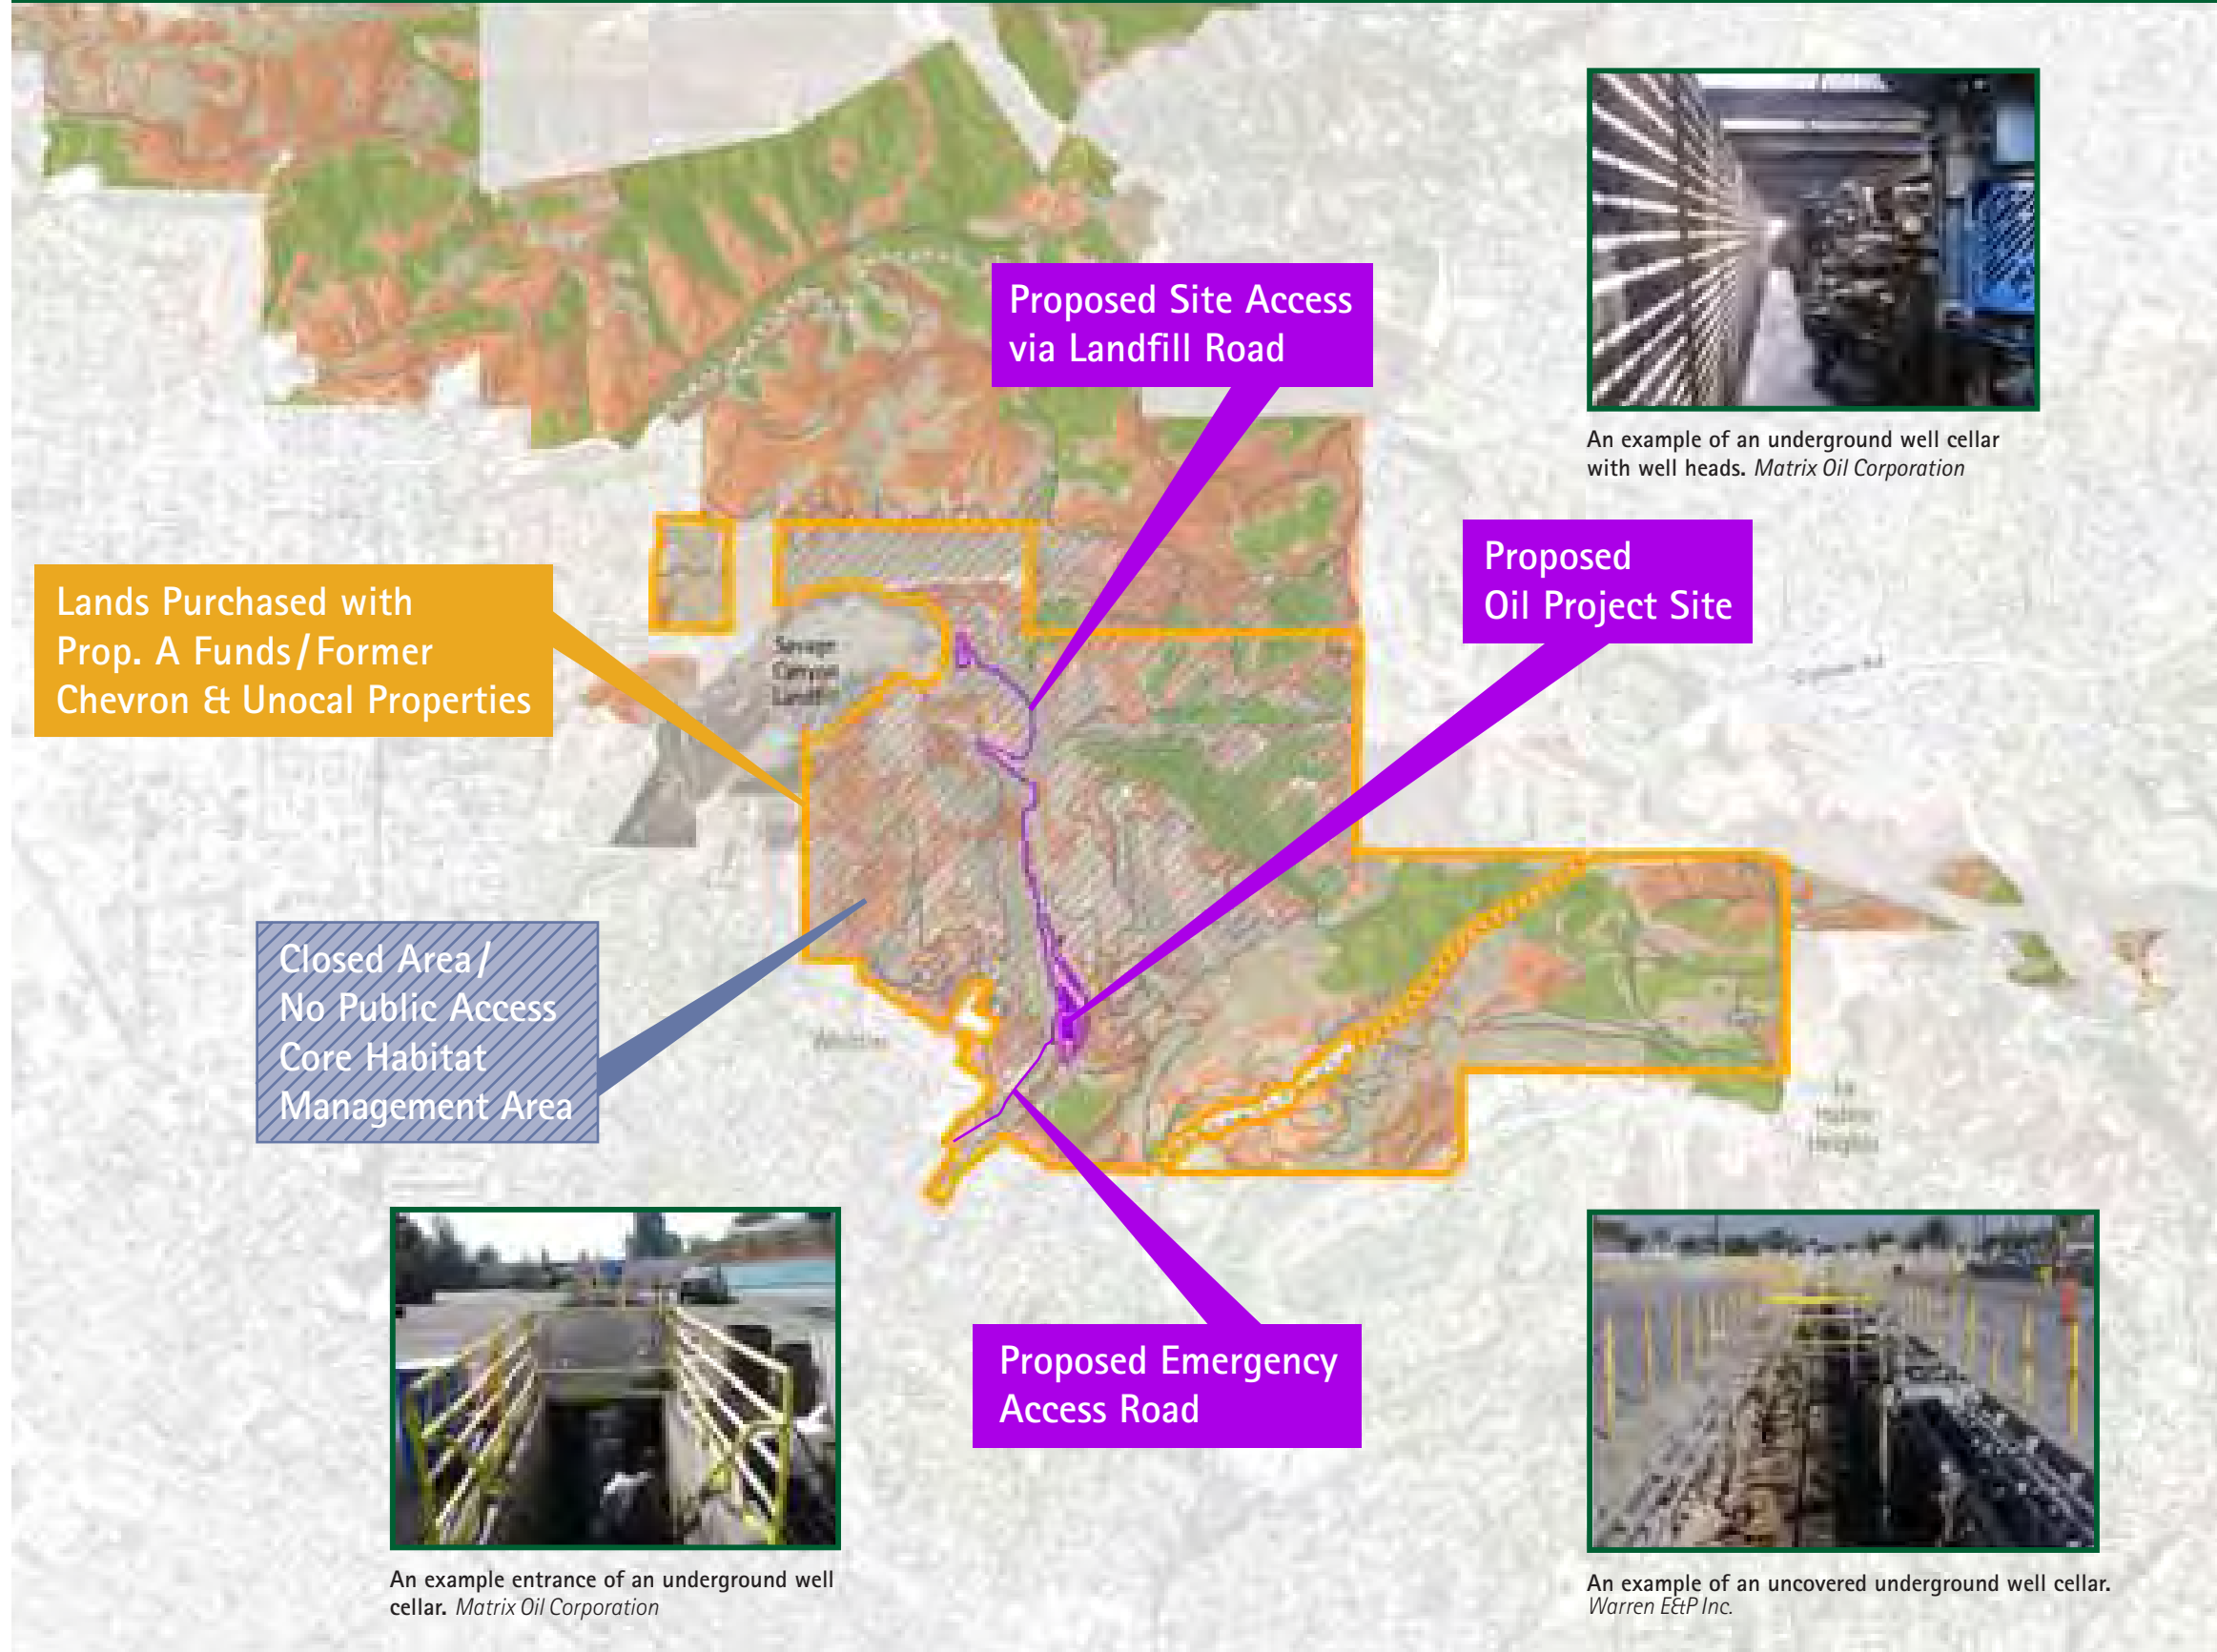 Proposed Site Access
via Landfill Road
An example of an underground well cellar
with well heads. Matrix Oil Corporation
Proposed
Oil Project Site
Lands Purchased with
Prop. A Funds/Former
Chevron & Unocal Properties
Savage
Canyon
Landfill
Closed Area/
No Public Access
Core Habitat
Management Area
Whittier
La
Habra
Heights
Proposed Emergency
Access Road
An example entrance of an underground well
cellar. Matrix Oil Corporation
An example of an uncovered underground well cellar.
Warren E&P Inc.